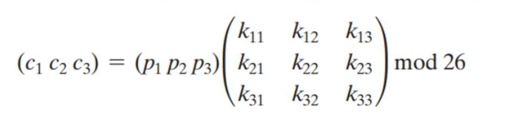 (c₁ c₂ c₃) = (p₁ p₂ p₃) ( k₁₁ k₁₂ k₁₃
k₂₁ k₂₂ k₂₃
k₃₁ k₃₂ k₃₃ ) mod 26